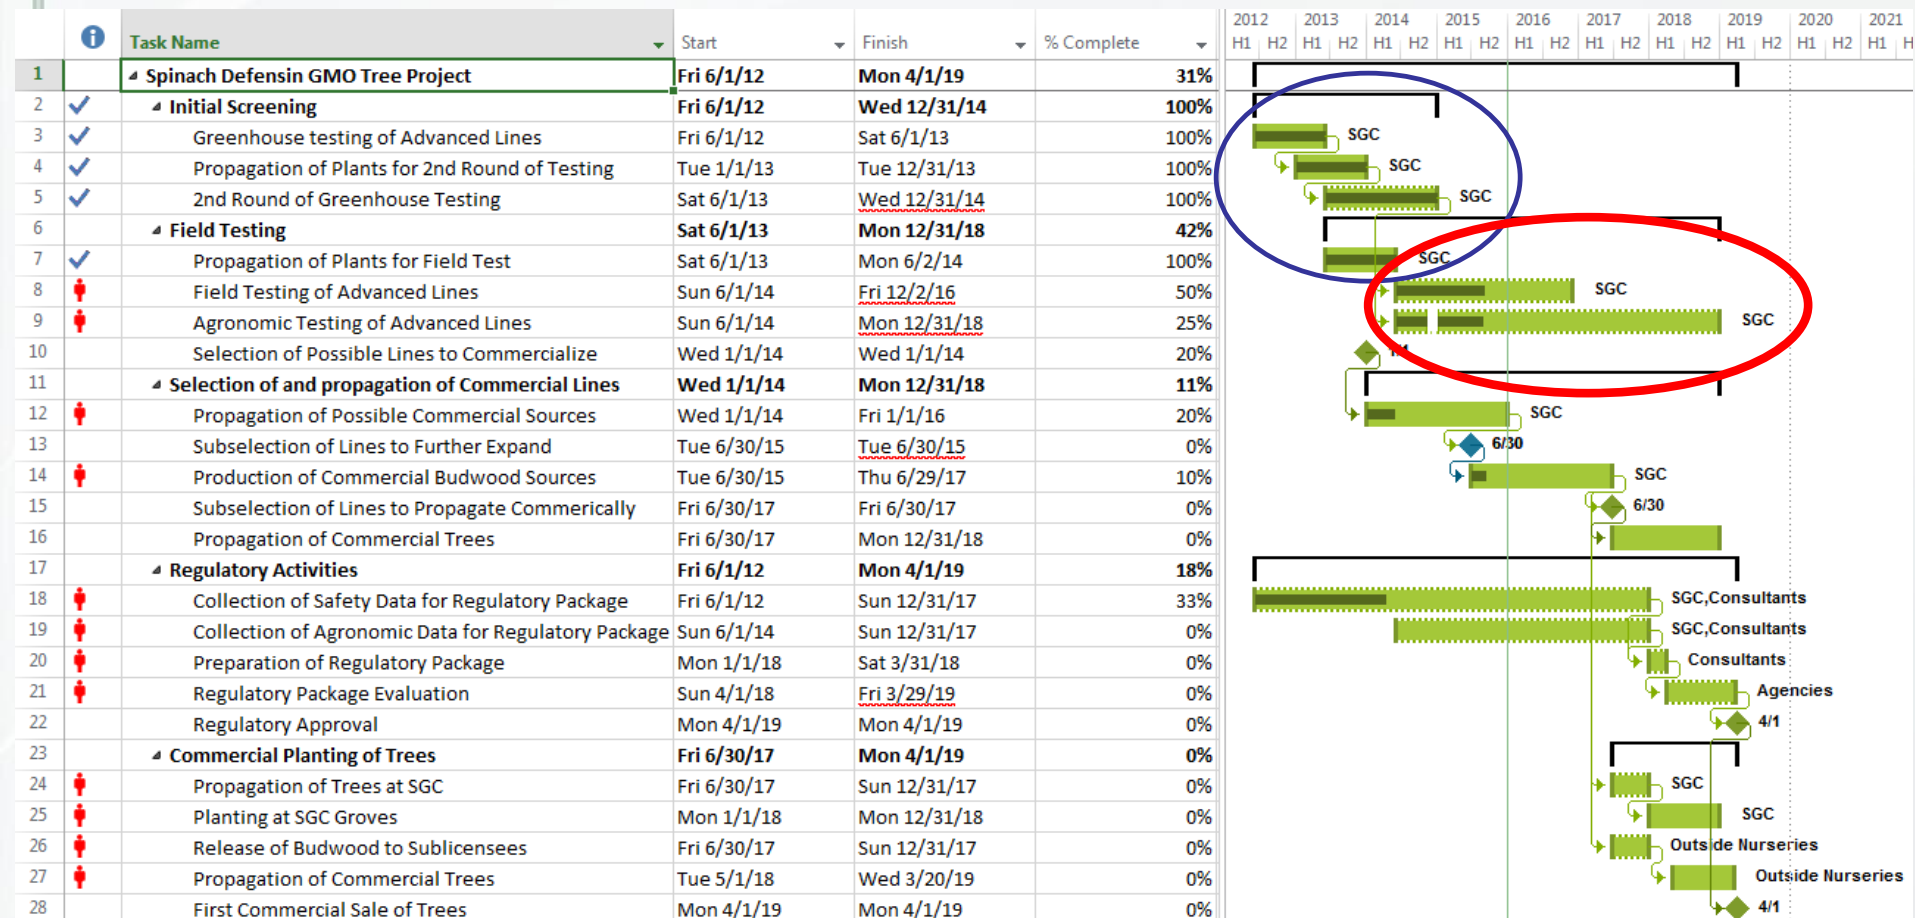 2012 2013 2014 2015 2016 2017 2018 2019 2020 2021
Task Name Start Finish % Complete H1 H2 H1 H2 H1 H2 H1 H2 H1 H2 H1 H2 H1 H2 H1 H2 H1 H2 H1
1 Spinach Defensin GMO Tree Project Fri 6/1/12 Mon 4/1/19 31%
2 Initial Screening Fri 6/1/12 Wed 12/31/14 100%
3 Greenhouse testing of Advanced Lines Fri 6/1/12 Sat 6/1/13 100% SGC
4 Propagation of Plants for 2nd Round of Testing Tue 1/1/13 Tue 12/31/13 100% SGC
5 2nd Round of Greenhouse Testing Sat 6/1/13 Wed 12/31/14 100% SGC
6 Field Testing Sat 6/1/13 Mon 12/31/18 42%
7 Propagation of Plants for Field Test Sat 6/1/13 Mon 6/2/14 100% SGC
8 Field Testing of Advanced Lines Sun 6/1/14 Fri 12/2/16 50% SGC
9 Agronomic Testing of Advanced Lines Sun 6/1/14 Mon 12/31/18 25% SGC
10 Selection of Possible Lines to Commercialize Wed 1/1/14 Wed 1/1/14 20% 1/1
11 Selection of and propagation of Commercial Lines Wed 1/1/14 Mon 12/31/18 11%
12 Propagation of Possible Commercial Sources Wed 1/1/14 Fri 1/1/16 20% SGC
13 Subselection of Lines to Further Expand Tue 6/30/15 Tue 6/30/15 0% 6/30
14 Production of Commercial Budwood Sources Tue 6/30/15 Thu 6/29/17 10% SGC
15 Subselection of Lines to Propagate Commerically Fri 6/30/17 Fri 6/30/17 0% 6/30
16 Propagation of Commercial Trees Fri 6/30/17 Mon 12/31/18 0%
17 Regulatory Activities Fri 6/1/12 Mon 4/1/19 18%
18 Collection of Safety Data for Regulatory Package Fri 6/1/12 Sun 12/31/17 33% SGC,Consultants
19 Collection of Agronomic Data for Regulatory Package Sun 6/1/14 Sun 12/31/17 0% SGC,Consultants
20 Preparation of Regulatory Package Mon 1/1/18 Sat 3/31/18 0% Consultants
21 Regulatory Package Evaluation Sun 4/1/18 Fri 3/29/19 0% Agencies
22 Regulatory Approval Mon 4/1/19 Mon 4/1/19 0% 4/1
23 Commercial Planting of Trees Fri 6/30/17 Mon 4/1/19 0%
24 Propagation of Trees at SGC Fri 6/30/17 Sun 12/31/17 0% SGC
25 Planting at SGC Groves Mon 1/1/18 Mon 12/31/18 0% SGC
26 Release of Budwood to Sublicensees Fri 6/30/17 Sun 12/31/17 0% Outside Nurseries
27 Propagation of Commercial Trees Tue 5/1/18 Wed 3/20/19 0% Outside Nurseries
28 First Commercial Sale of Trees Mon 4/1/19 Mon 4/1/19 0% 4/1